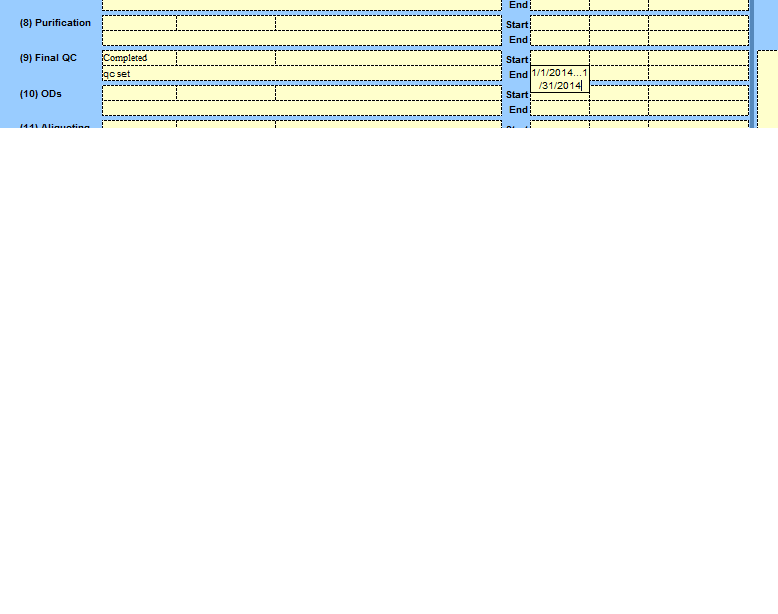 End
(8) Purification Start
End
(9) Final QC Completed Start
qc set End 1/1/2014...1
/31/2014
(10) ODs Start
End
(11) Aliquoting